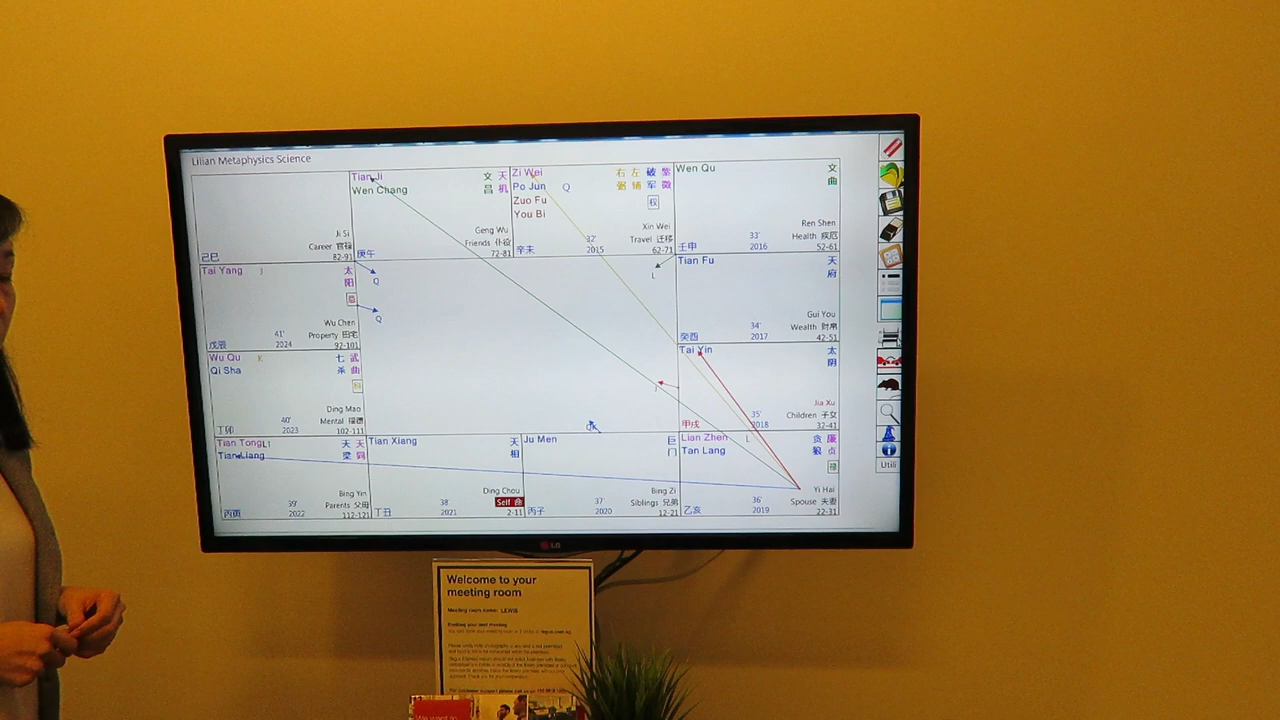 Lilian Metaphysics Science
Ji Si
Career 官禄
82-91
己巳
Tian Ji
Wen Chang
文 天
昌 机
Geng Wu
Friends 仆役
72-81
庚午
Zi Wei
Po Jun Q
Zuo Fu
You Bi
右 左 破 紫
弼 辅 军 微
权
Xin Wei
Travel 迁移
62-71
32'
2015
辛未
Wen Qu
文
曲
Ren Shen
Health 疾厄
52-61
33'
2016
壬申
Tai Yang J
太
阳
忌
Wu Chen
Property 田宅
92-101
41'
2024
戊辰
Q
Q
L
Tian Fu
天
府
Gui You
Wealth 财帛
42-51
34'
2017
癸酉
Wu Qu K
Qi Sha
七 武
杀 曲
科
Ding Mao
Mental 福德
102-111
40'
2023
丁卯
J
Tai Yin
太
阴
Jia Xu
Children 子女
32-41
35'
2018
甲戌
Tian Tong
Tian Liang
天 天
梁 同
Bing Yin
Parents 父母
112-121
39'
2022
丙寅
Tian Xiang
天
相
Ding Chou
Self 命
2-11
38'
2021
丁丑
Ju Men
巨
门
Bing Zi
Siblings 兄弟
12-21
37'
2020
丙子
Lian Zhen L
Tan Lang
贪 廉
狼 贞
禄
Yi Hai
Spouse 夫妻
22-31
36'
2019
乙亥
Utili
LG
Welcome to your
meeting room
Meeting room name: LEWIS